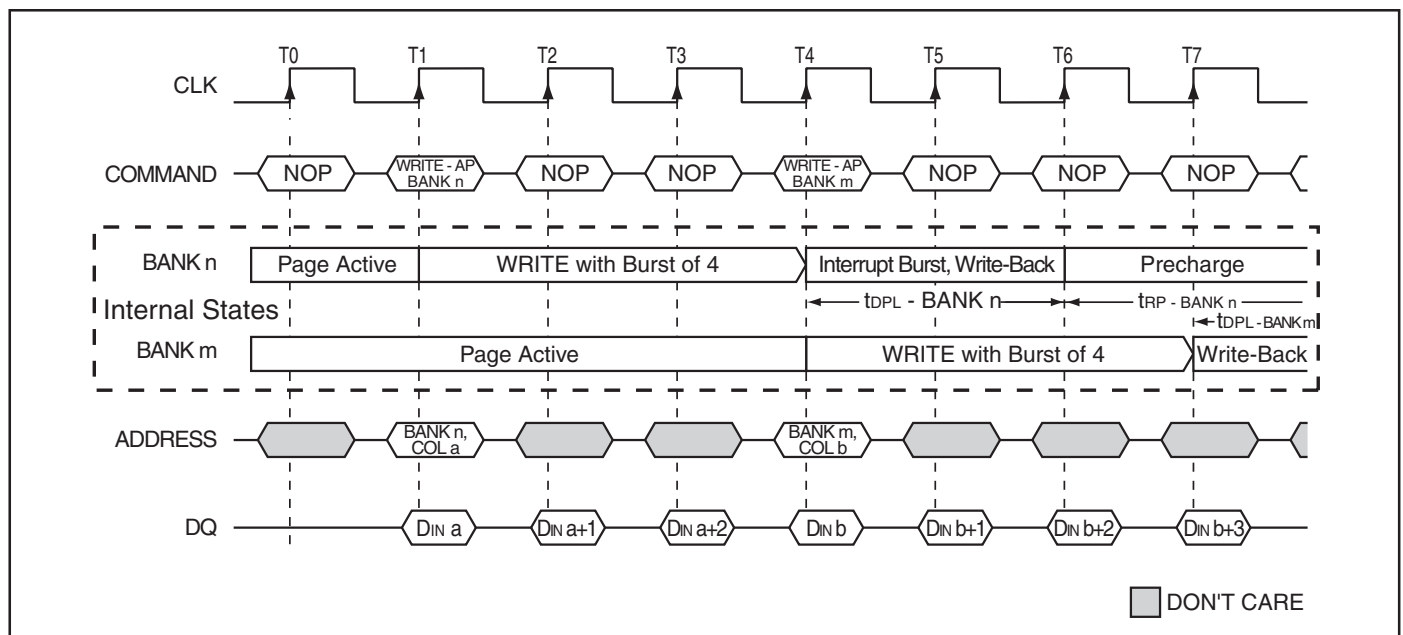 T0 T1 T2 T3 T4 T5 T6 T7
CLK
COMMAND NOP WRITE - AP BANK n NOP NOP WRITE - AP BANK m NOP NOP NOP
BANK n Page Active WRITE with Burst of 4 Interrupt Burst, Write-Back Precharge
tDPL - BANK n tRP - BANK n
Internal States
tDPL - BANK m
BANK m Page Active WRITE with Burst of 4 Write-Back
ADDRESS BANK n, COL a BANK m, COL b
DQ DIN a DIN a+1 DIN a+2 DIN b DIN b+1 DIN b+2 DIN b+3
DON'T CARE